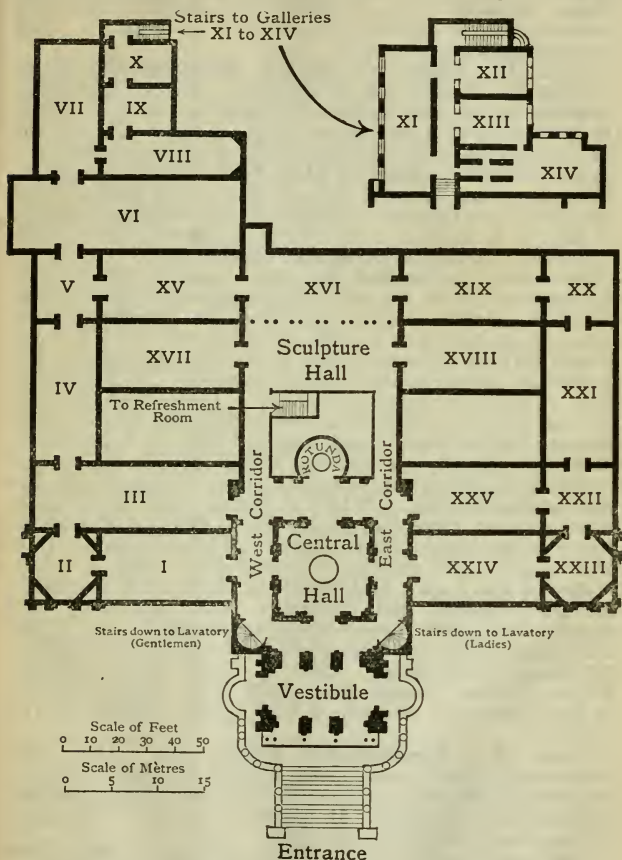 Stairs to Galleries
XI to XIV
X
VII
IX
VIII
VI
XII
XI
XIII
XIV
V
XV
XVI
XIX
XX
XVII
Sculpture
Hall
XVIII
IV
XXI
To Refreshment
Room
ROTUNDA
III
West Corridor
East Corridor
XXV
XXII
II
I
Central
Hall
XXIV
XXIII
Stairs down to Lavatory
(Gentlemen)
Stairs down to Lavatory
(Ladies)
Vestibule
Scale of Feet
0 10 20 30 40 50
Scale of Mètres
0 5 10 15
Entrance